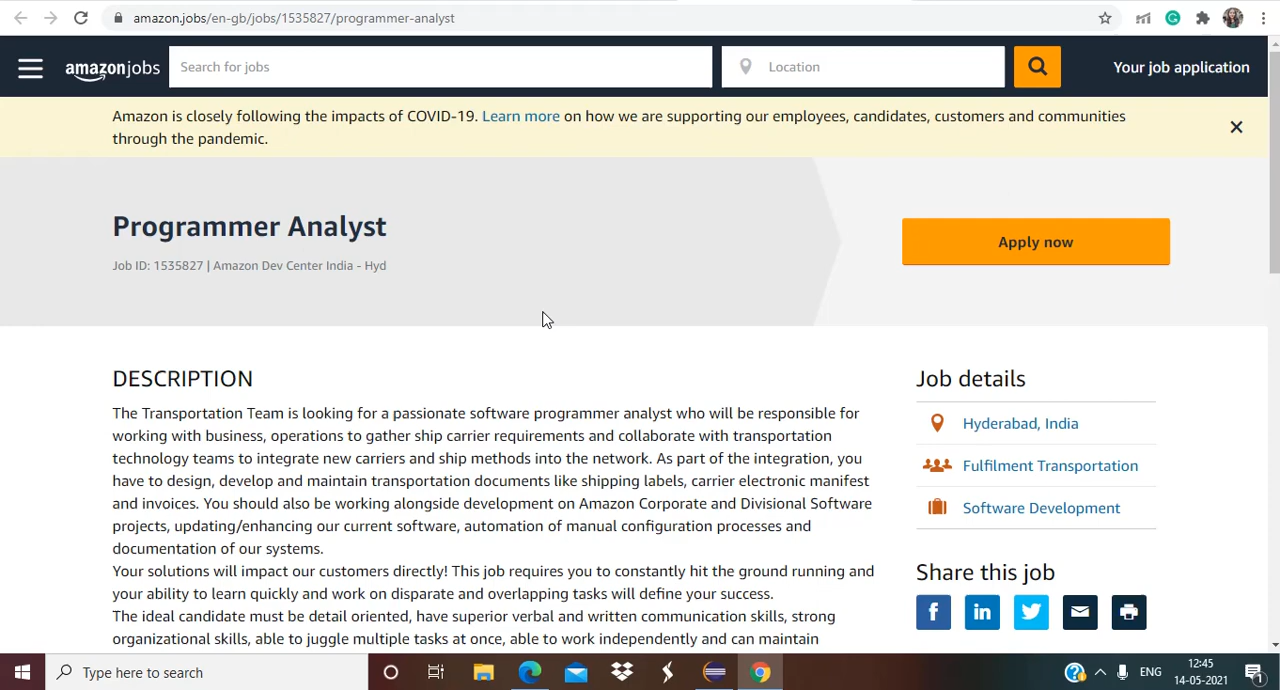 amazon.jobs/en-gb/jobs/1535827/programmer-analyst
amazonjobs
Search for jobs
Location
Your job application
Amazon is closely following the impacts of COVID-19. Learn more on how we are supporting our employees, candidates, customers and communities
through the pandemic.
Programmer Analyst
Job ID: 1535827 | Amazon Dev Center India - Hyd
Apply now
DESCRIPTION
The Transportation Team is looking for a passionate software programmer analyst who will be responsible for
working with business, operations to gather ship carrier requirements and collaborate with transportation
technology teams to integrate new carriers and ship methods into the network. As part of the integration, you
have to design, develop and maintain transportation documents like shipping labels, carrier electronic manifest
and invoices. You should also be working alongside development on Amazon Corporate and Divisional Software
projects, updating/enhancing our current software, automation of manual configuration processes and
documentation of our systems.
Your solutions will impact our customers directly! This job requires you to constantly hit the ground running and
your ability to learn quickly and work on disparate and overlapping tasks will define your success.
The ideal candidate must be detail oriented, have superior verbal and written communication skills, strong
organizational skills, able to juggle multiple tasks at once, able to work independently and can maintain
Job details
Hyderabad, India
Fulfilment Transportation
Software Development
Share this job
Type here to search
ENG
12:45
14-05-2021
1